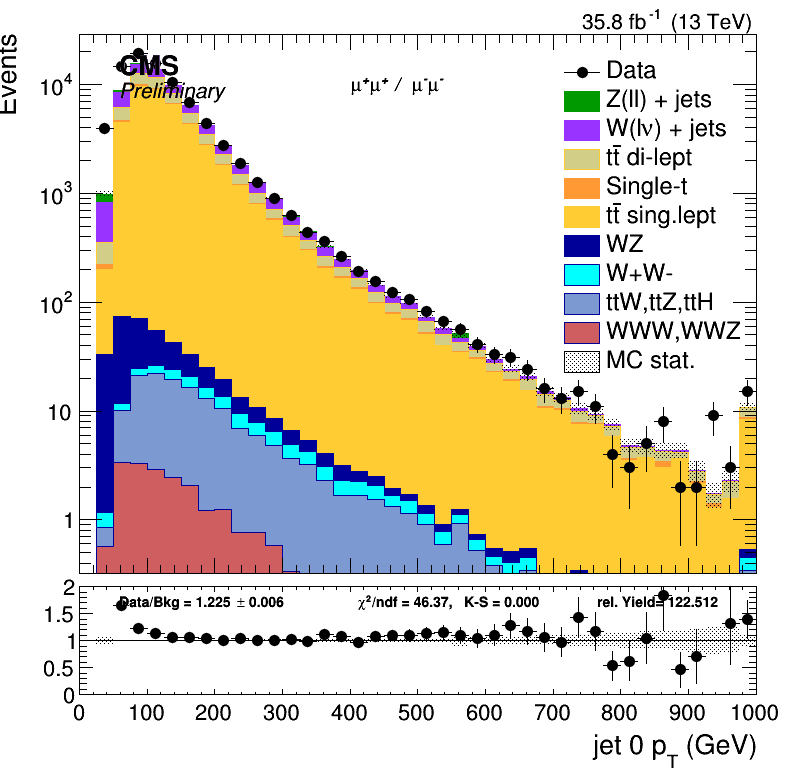 35.8 fb⁻¹ (13 TeV)
Events
CMS
Preliminary
μ⁺μ⁺ / μ⁻μ⁻
Data
Z(ll) + jets
W(lv) + jets
tt̄ di-lept
Single-t
tt̄ sing.lept
WZ
W+W-
ttW,ttZ,ttH
WWW,WWZ
MC stat.
10⁴
10³
10²
10
1
Data/Bkg = 1.225 ± 0.006 χ²/ndf = 46.37, K-S = 0.000 rel. Yield= 122.512
2
1.5
1
0.5
0
0 100 200 300 400 500 600 700 800 900 1000
jet 0 p_T (GeV)